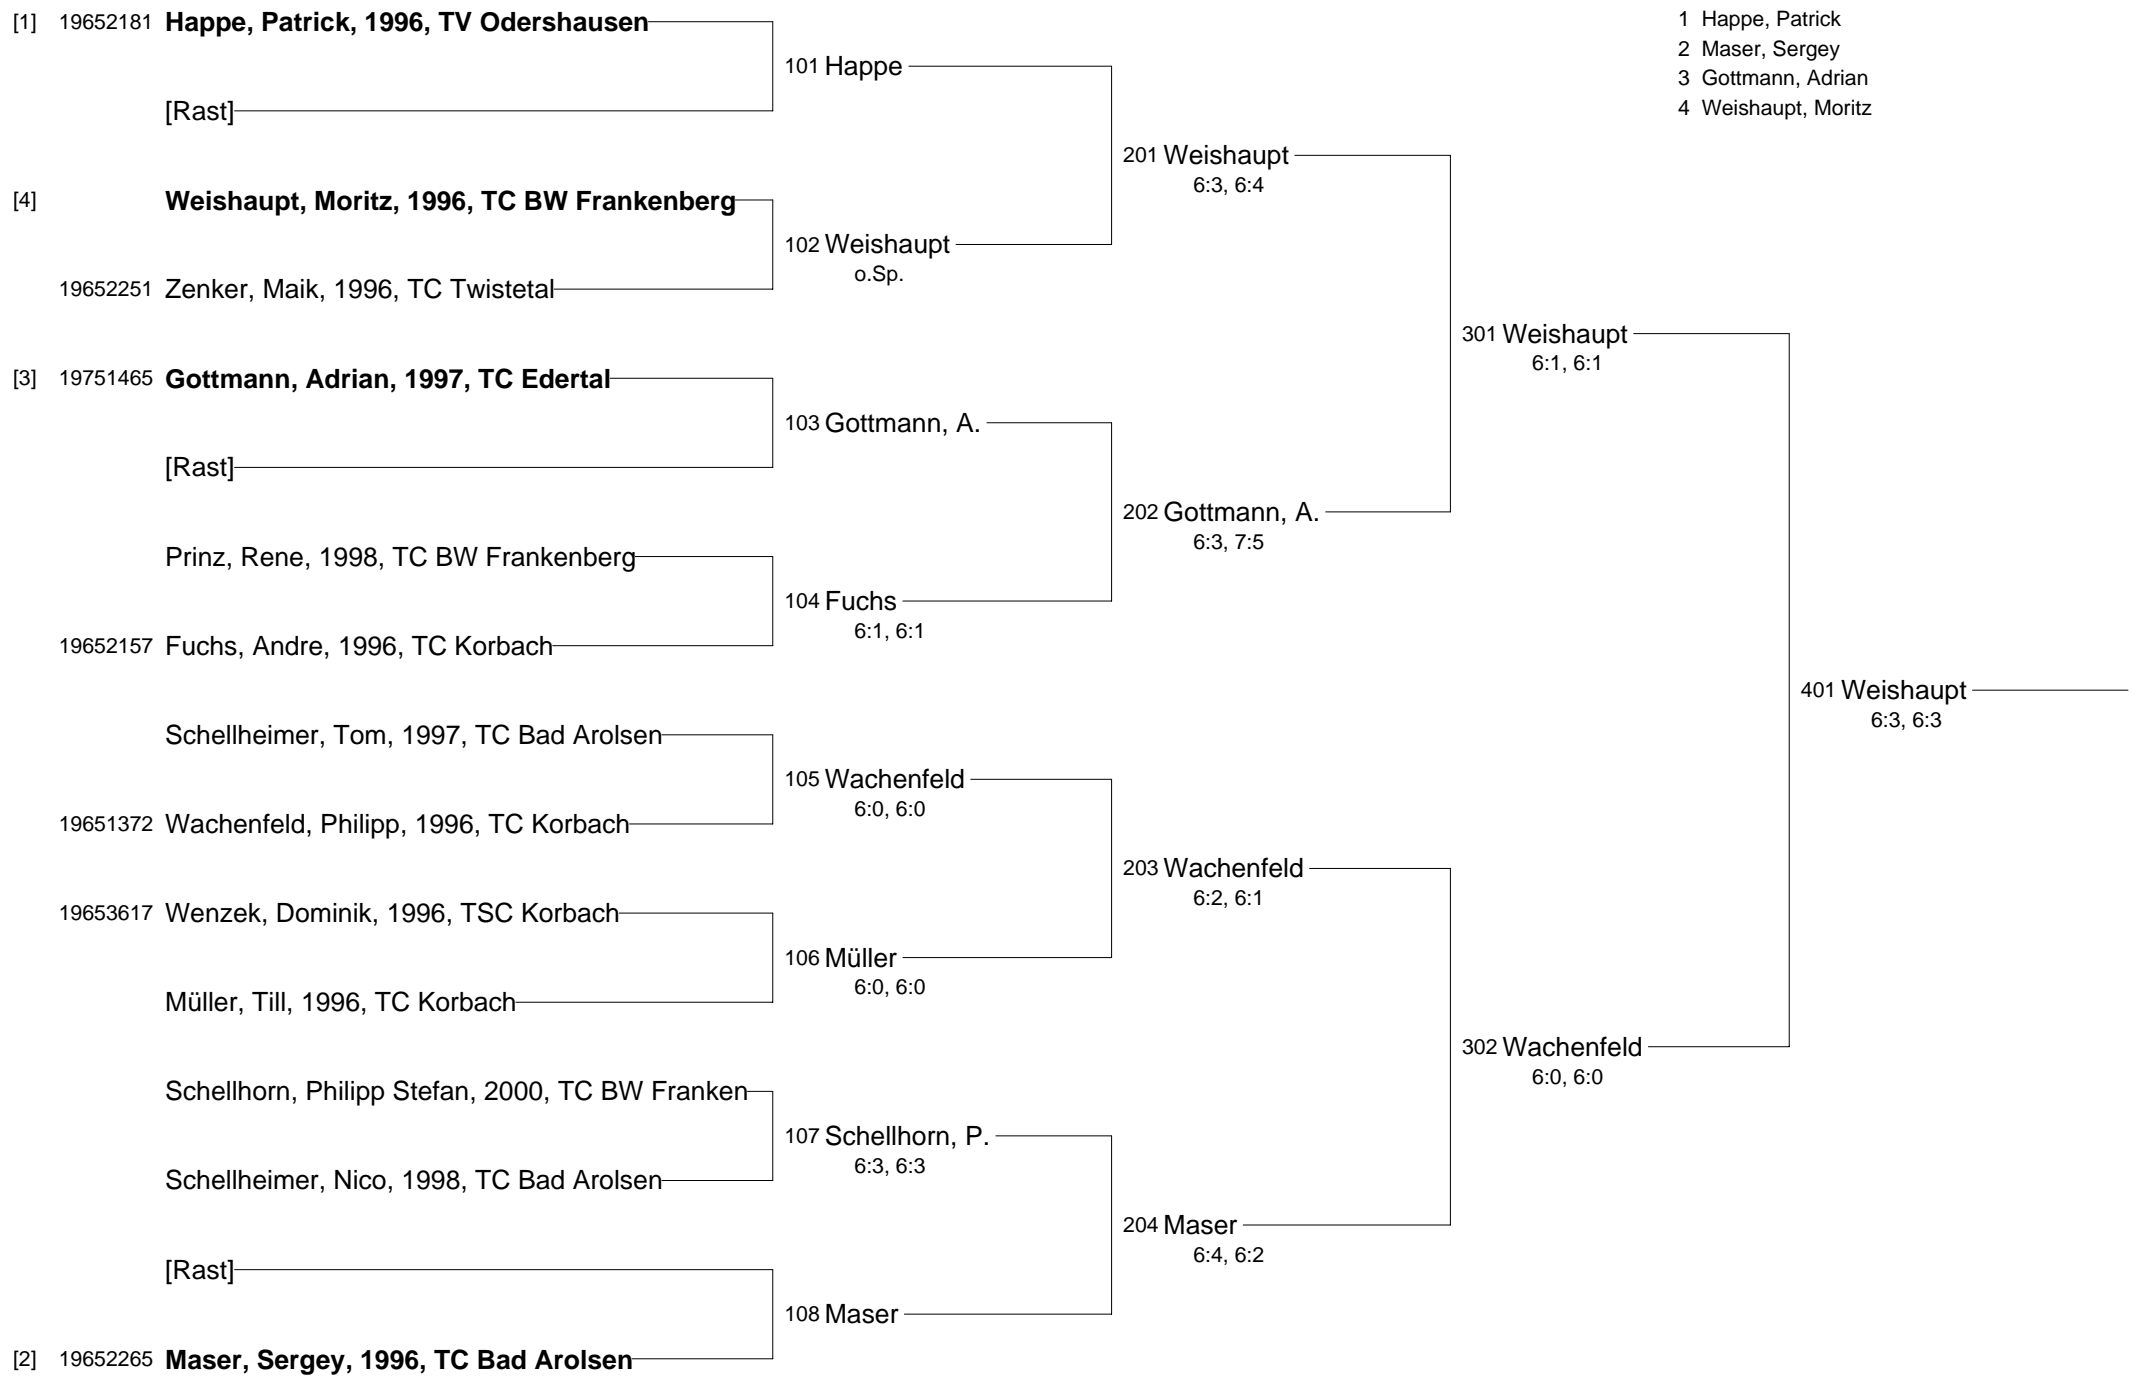 [1] 19652181 Happe, Patrick, 1996, TV Odershausen
[Rast]
[4] Weishaupt, Moritz, 1996, TC BW Frankenberg
19652251 Zenker, Maik, 1996, TC Twistetal
[3] 19751465 Gottmann, Adrian, 1997, TC Edertal
[Rast]
Prinz, Rene, 1998, TC BW Frankenberg
19652157 Fuchs, Andre, 1996, TC Korbach
Schellheimer, Tom, 1997, TC Bad Arolsen
19651372 Wachenfeld, Philipp, 1996, TC Korbach
19653617 Wenzek, Dominik, 1996, TSC Korbach
Müller, Till, 1996, TC Korbach
Schellhorn, Philipp Stefan, 2000, TC BW Franken
Schellheimer, Nico, 1998, TC Bad Arolsen
[Rast]
[2] 19652265 Maser, Sergey, 1996, TC Bad Arolsen
101 Happe
102 Weishaupt
o.Sp.
103 Gottmann, A.
104 Fuchs
6:1, 6:1
105 Wachenfeld
6:0, 6:0
106 Müller
6:0, 6:0
107 Schellhorn, P.
6:3, 6:3
108 Maser
201 Weishaupt
6:3, 6:4
202 Gottmann, A.
6:3, 7:5
203 Wachenfeld
6:2, 6:1
204 Maser
6:4, 6:2
301 Weishaupt
6:1, 6:1
302 Wachenfeld
6:0, 6:0
401 Weishaupt
6:3, 6:3
1 Happe, Patrick
2 Maser, Sergey
3 Gottmann, Adrian
4 Weishaupt, Moritz